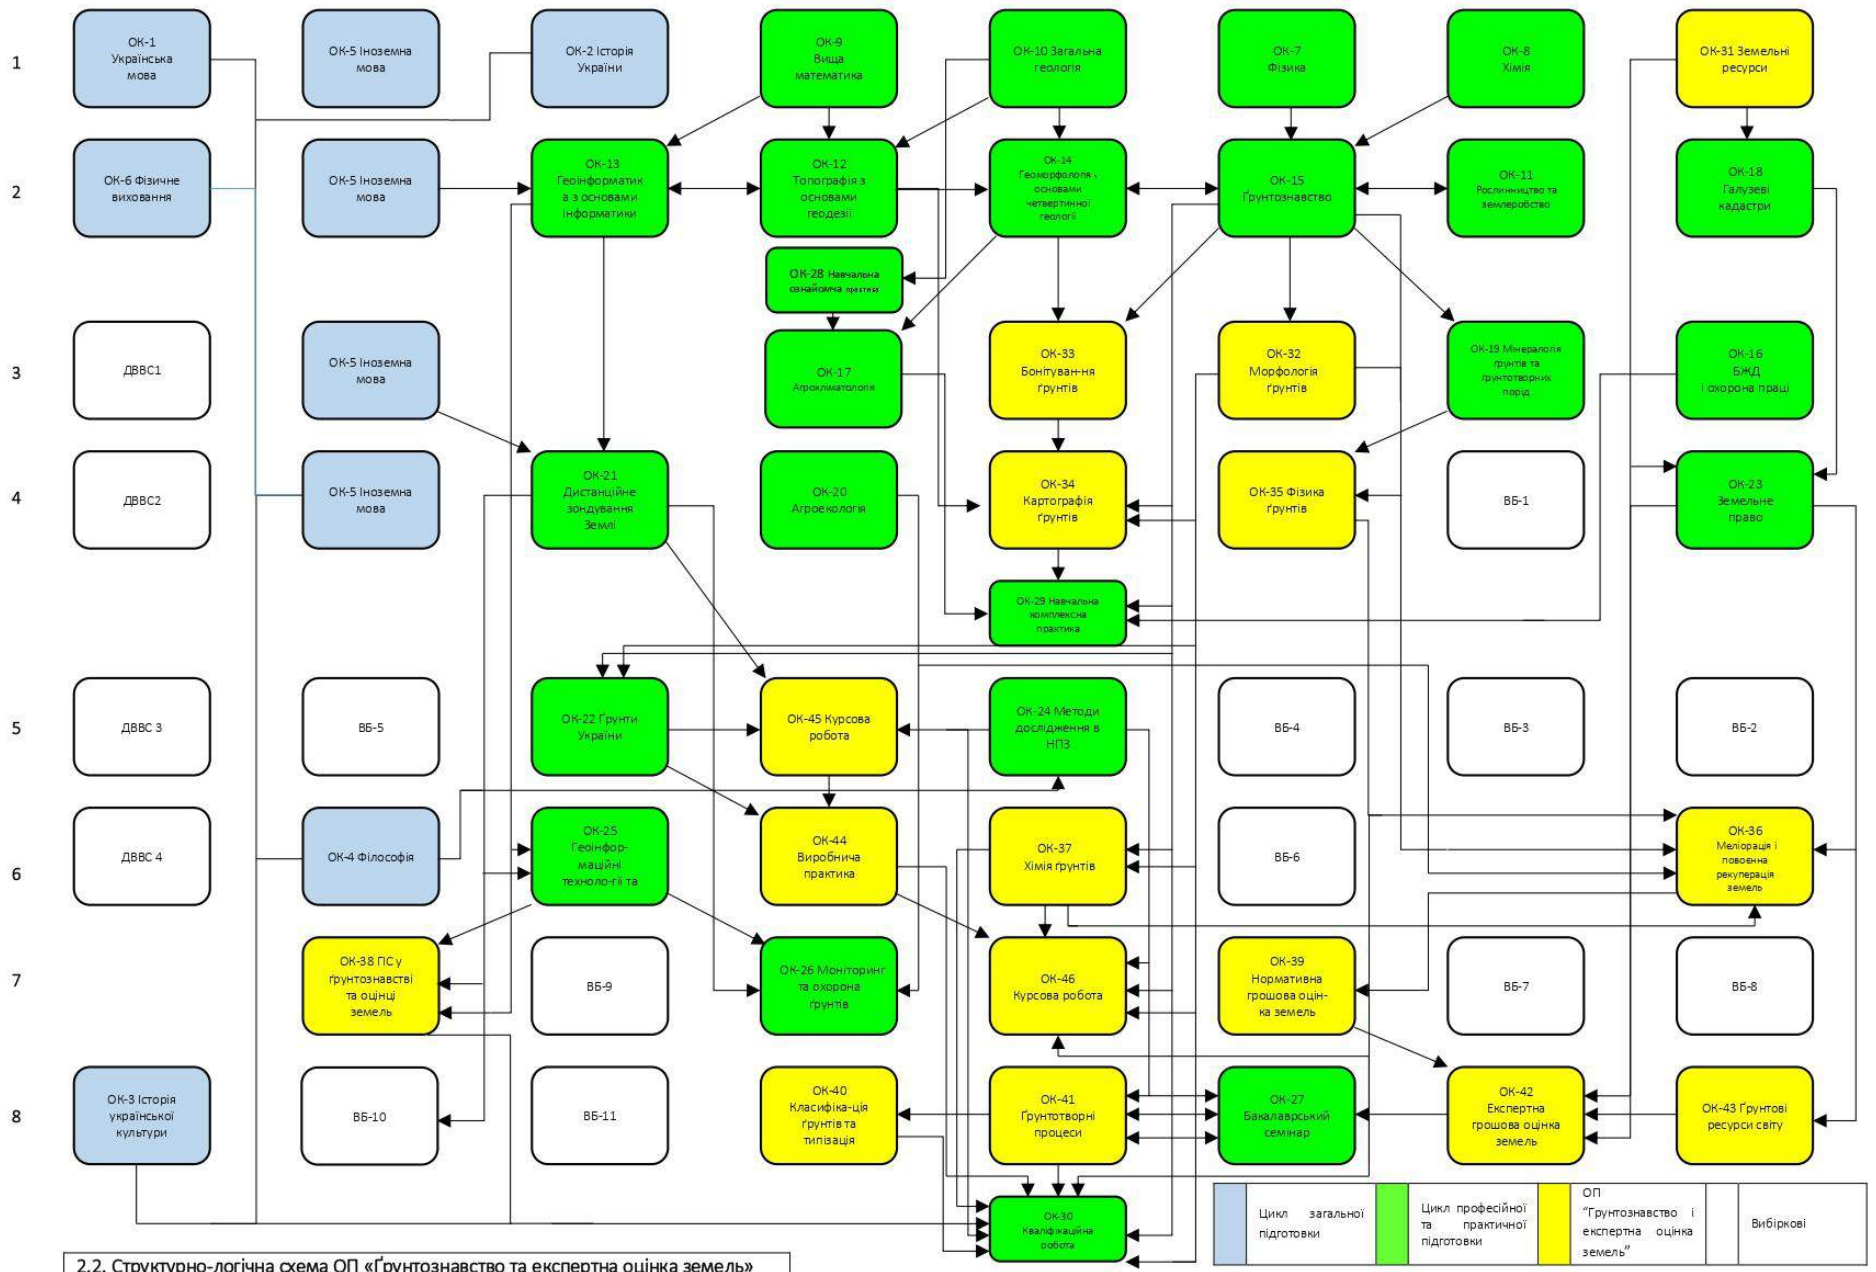 1
ОК-1
Українська
мова
ОК-5 Іноземна
мова
ОК-2 Історія
України
ОК-9
Вища
математика
ОК-10 Загальна
геологія
ОК-7
Фізика
ОК-8
Хімія
ОК-31 Земельні
ресурси
2
ОК-6 Фізичне
виховання
ОК-5 Іноземна
мова
ОК-13
Геоінформатик
а з основами
інформатики
ОК-12
Топографія з
основами
геодезії
ОК-14
Геоморфологія з
основами
четвертинної
геології
ОК-15
Ґрунтознавство
ОК-11
Рослинництво та
землеробство
ОК-18
Галузеві
кадастри
ОК-28 Навчальна
ознайомча практика
3
ДВВС1
ОК-5 Іноземна
мова
ОК-17
Агрокліматологія
ОК-33
Бонітуван-ня
ґрунтів
ОК-32
Морфологія
ґрунтів
ОК-19 Мінералогія
ґрунтів та
ґрунтотворних
порід
ОК-16
БЖД
і охорона праці
4
ДВВС2
ОК-5 Іноземна
мова
ОК-21
Дистанційне
зондування
Землі
ОК-20
Агроекологія
ОК-34
Картографія
ґрунтів
ОК-35 Фізика
ґрунтів
ВБ-1
ОК-23
Земельне
право
ОК-29 Навчальна
комплексна
практика
5
ДВВС 3
ВБ-5
ОК-22 Ґрунти
України
ОК-45 Курсова
робота
ОК-24 Методи
дослідження в
НПЗ
ВБ-4
ВБ-3
ВБ-2
6
ДВВС 4
ОК-4 Філософія
ОК-25
Геоінфор-
маційні
техноло-гії та
ОК-44
Виробнича
практика
ОК-37
Хімія ґрунтів
ВБ-6
ОК-36
Меліорація і
повоєнна
рекуперація
земель
7
ОК-38 ГІС у
ґрунтознавстві
та оцінці
земель
ВБ-9
ОК-26 Моніторинг
та охорона
ґрунтів
ОК-46
Курсова робота
ОК-39
Нормативна
грошова оцін-
ка земель
ВБ-7
ВБ-8
8
ОК-3 Історія
української
культури
ВБ-10
ВБ-11
ОК-40
Класифіка-ція
ґрунтів та
типізація
ОК-41
Ґрунтотворні
процеси
ОК-27
Бакалаврський
семінар
ОК-42
Експертна
грошова оцінка
земель
ОК-43 Ґрунтові
ресурси світу
ОК-30
Кваліфікаційна
робота
Цикл загальної
підготовки
Цикл професійної
та практичної
підготовки
ОП
"Ґрунтознавство і
експертна оцінка
земель"
Вибіркові
2.2. Структурно-логічна схема ОП «Ґрунтознавство та експертна оцінка земель»